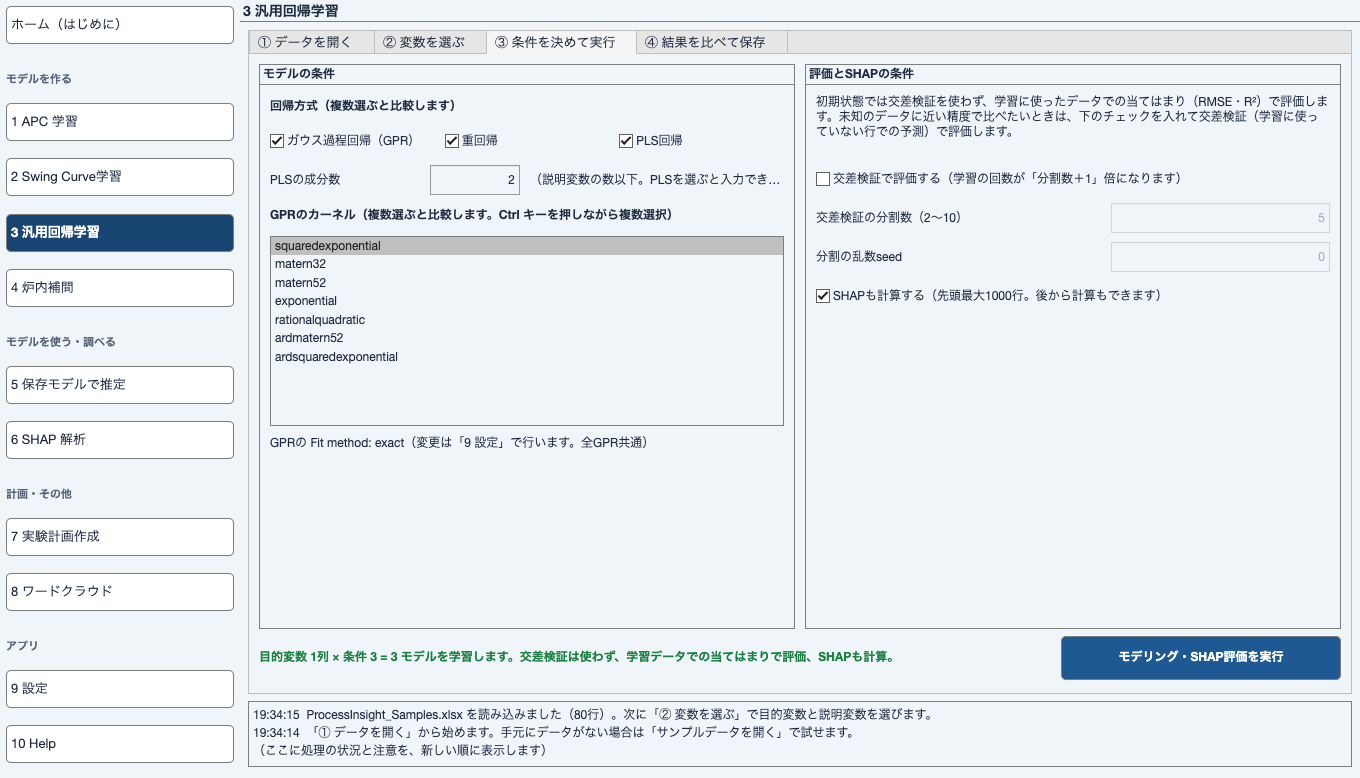 ホーム（はじめに）
モデルを作る
1 APC 学習
2 Swing Curve学習
3 汎用回帰学習
4 炉内補間
モデルを使う・調べる
5 保存モデルで推定
6 SHAP 解析
計画・その他
7 実験計画作成
8 ワードクラウド
アプリ
9 設定
10 Help
3 汎用回帰学習
① データを開く
② 変数を選ぶ
③ 条件を決めて実行
④ 結果を比べて保存
モデルの条件
回帰方式（複数選ぶと比較します）
ガウス過程回帰（GPR）
重回帰
PLS回帰
PLSの成分数
2
（説明変数の数以下。PLSを選ぶと入力でき...
GPRのカーネル（複数選ぶと比較します。Ctrl キーを押しながら複数選択）
squaredexponential
matern32
matern52
exponential
rationalquadratic
ardmatern52
ardsquaredexponential
GPRの Fit method: exact（変更は「9 設定」で行います。全GPR共通）
評価とSHAPの条件
初期状態では交差検証を使わず、学習に使ったデータでの当てはまり（RMSE・R²）で評価しま
す。未知のデータに近い精度で比べたいときは、下のチェックを入れて交差検証（学習に使っ
ていない行での予測）で評価します。
交差検証で評価する（学習の回数が「分割数＋1」倍になります）
交差検証の分割数（2〜10）
5
分割の乱数seed
0
SHAPも計算する（先頭最大1000行。後から計算もできます）
目的変数 1列 × 条件 3 = 3 モデルを学習します。交差検証は使わず、学習データでの当てはまりで評価、SHAPも計算。
モデリング・SHAP評価を実行
19:34:15 ProcessInsight_Samples.xlsx を読み込みました（80行）。次に「② 変数を選ぶ」で目的変数と説明変数を選びます。
19:34:14 「① データを開く」から始めます。手元にデータがない場合は「サンプルデータを開く」で試せます。
（ここに処理の状況と注意を、新しい順に表示します）